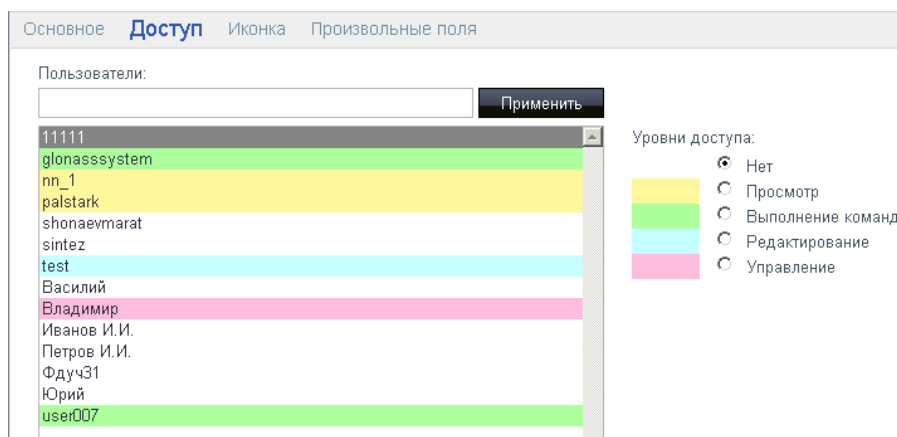 Основное Доступ Иконка Произвольные поля
Пользователи:
Применить
11111
glonasssystem
nn_1
palstark
shonaevmarat
sintez
test
Василий
Владимир
Иванов И.И.
Петров И.И.
Фдуч31
Юрий
user007
Уровни доступа:
Нет
Просмотр
Выполнение команд
Редактирование
Управление